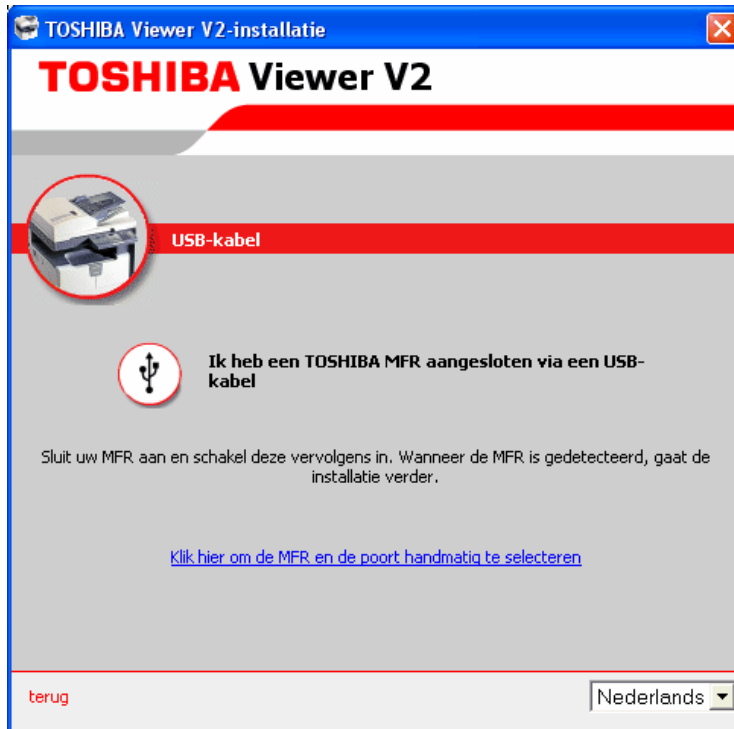 TOSHIBA Viewer V2-installatie
TOSHIBA Viewer V2
USB-kabel
Ik heb een TOSHIBA MFR aangesloten via een USB-
kabel
Sluit uw MFR aan en schakel deze vervolgens in. Wanneer de MFR is gedetecteerd, gaat de
installatie verder.
Klik hier om de MFR en de poort handmatig te selecteren
terug
Nederlands